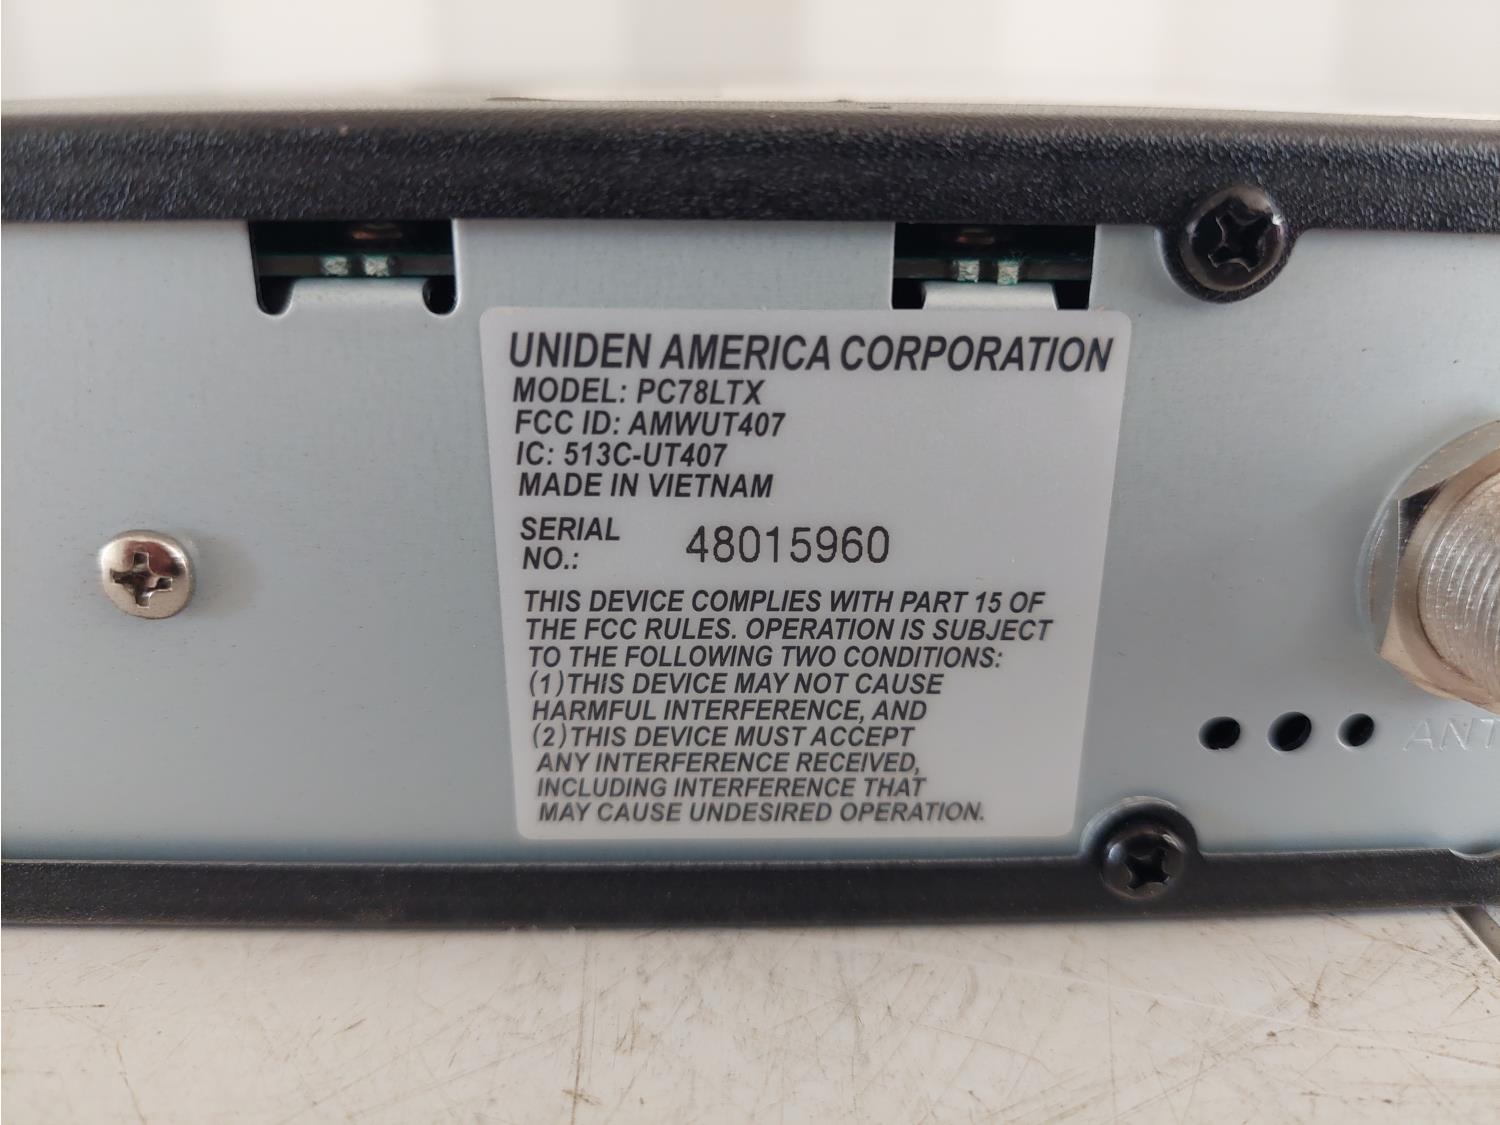 UNIDEN AMERICA CORPORATION
MODEL: PC78LTX
FCC ID: AMWUT407
IC: 513C-UT407
MADE IN VIETNAM
SERIAL
NO.: 48015960
THIS DEVICE COMPLIES WITH PART 15 OF
THE FCC RULES. OPERATION IS SUBJECT
TO THE FOLLOWING TWO CONDITIONS:
(1)THIS DEVICE MAY NOT CAUSE
HARMFUL INTERFERENCE, AND
(2)THIS DEVICE MUST ACCEPT
ANY INTERFERENCE RECEIVED,
INCLUDING INTERFERENCE THAT
MAY CAUSE UNDESIRED OPERATION.
ANT